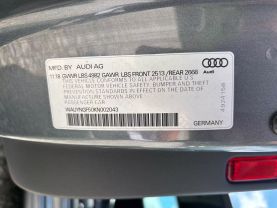 MFD BY AUDI AG
11 18 GVWR LBS 4982 GAWR LBS FRONT 2513 / REAR 2668
THIS VEHICLE CONFORMS TO ALL APPLICABLE U.S.
FEDERAL MOTOR VEHICLE SAFETY, BUMPER AND THEFT
PREVENTION STANDARDS IN EFFECT ON THE DATE OF
MANUFACTURE SHOWN ABOVE
PASSENGER CAR
GERMANY
Audi